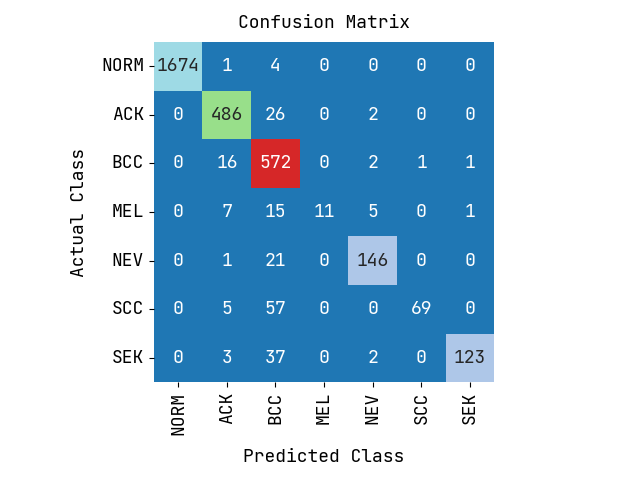 Confusion Matrix
Actual Class
NORM 1674 1 4 0 0 0 0
ACK 0 486 26 0 2 0 0
BCC 0 16 572 0 2 1 1
MEL 0 7 15 11 5 0 1
NEV 0 1 21 0 146 0 0
SCC 0 5 57 0 0 69 0
SEK 0 3 37 0 2 0 123
NORM ACK BCC MEL NEV SCC SEK
Predicted Class